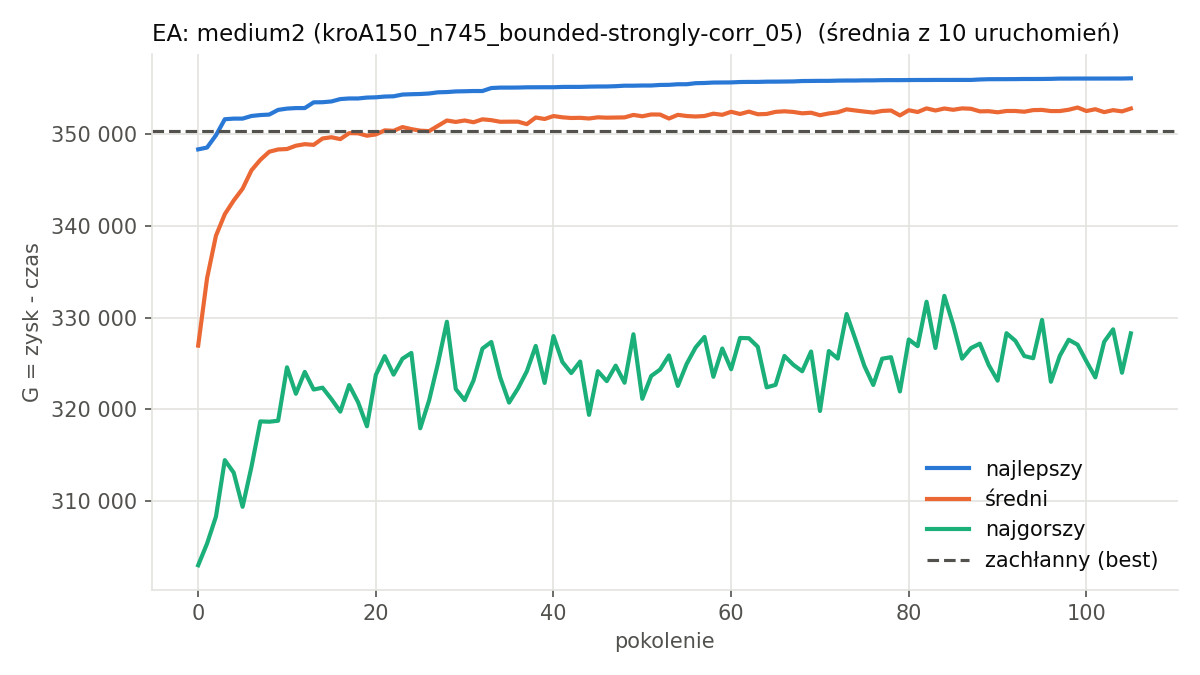 EA: medium2 (kroA150_n745_bounded-strongly-corr_05)  (średnia z 10 uruchomień)
G = zysk - czas
350 000
340 000
330 000
320 000
310 000
najlepszy
średni
najgorszy
zachłanny (best)
0 20 40 60 80 100
pokolenie